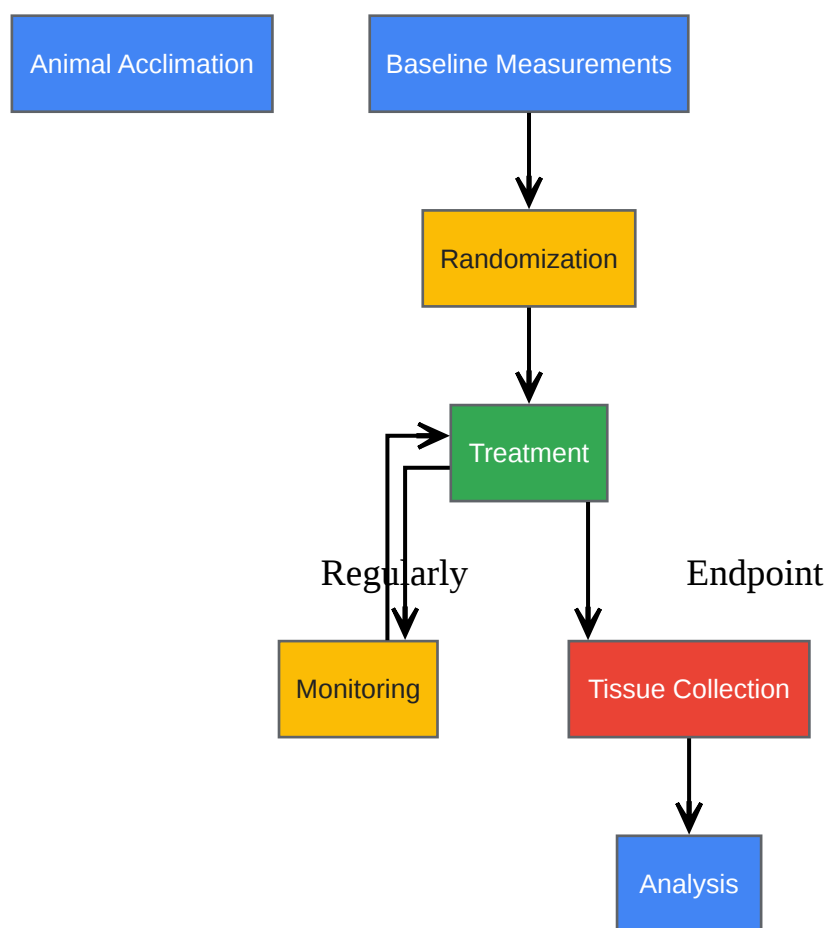 Animal Acclimation
Baseline Measurements
Randomization
Treatment
Regularly
Endpoint
Monitoring
Tissue Collection
Analysis